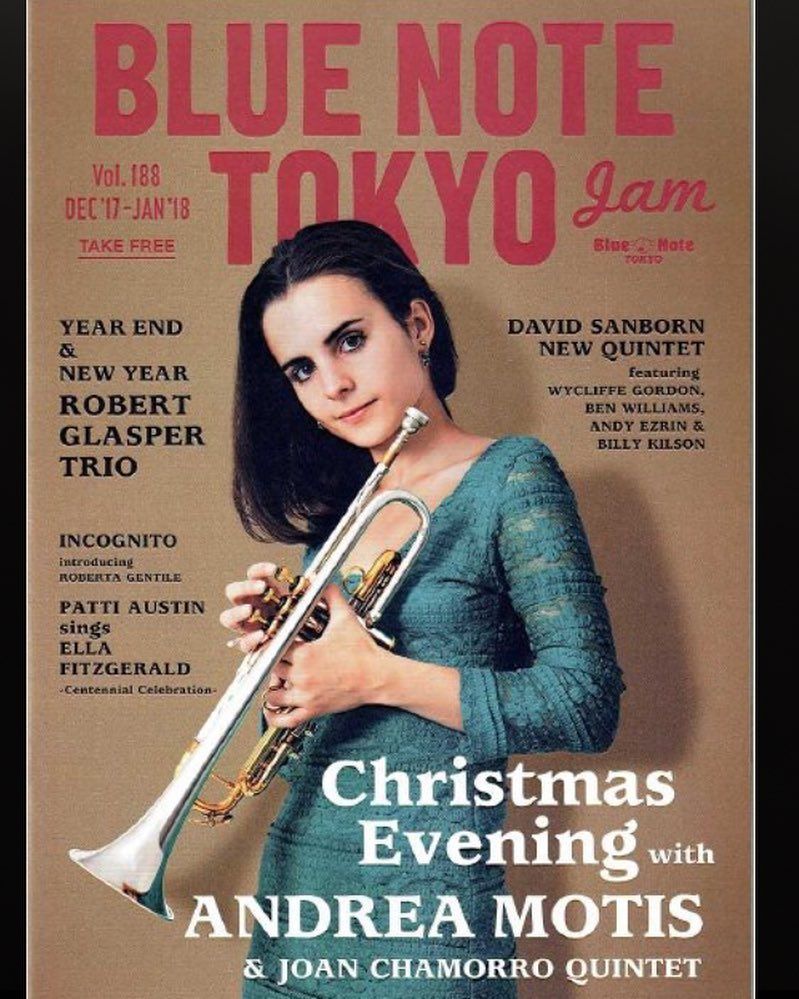 BLUE NOTE
TOKYO Jam
Vol. 188
DEC'17-JAN'18
TAKE FREE
Blue Note
TOKYO
YEAR END
&
NEW YEAR
ROBERT
GLASPER
TRIO
DAVID SANBORN
NEW QUINTET
featuring
WYCLIFFE GORDON,
BEN WILLIAMS,
ANDY EZRIN &
BILLY KILSON
INCOGNITO
introducing
ROBERTA GENTILE
PATTI AUSTIN
sings
ELLA
FITZGERALD
-Centennial Celebration-
Christmas
Evening with
ANDREA MOTIS
& JOAN CHAMORRO QUINTET